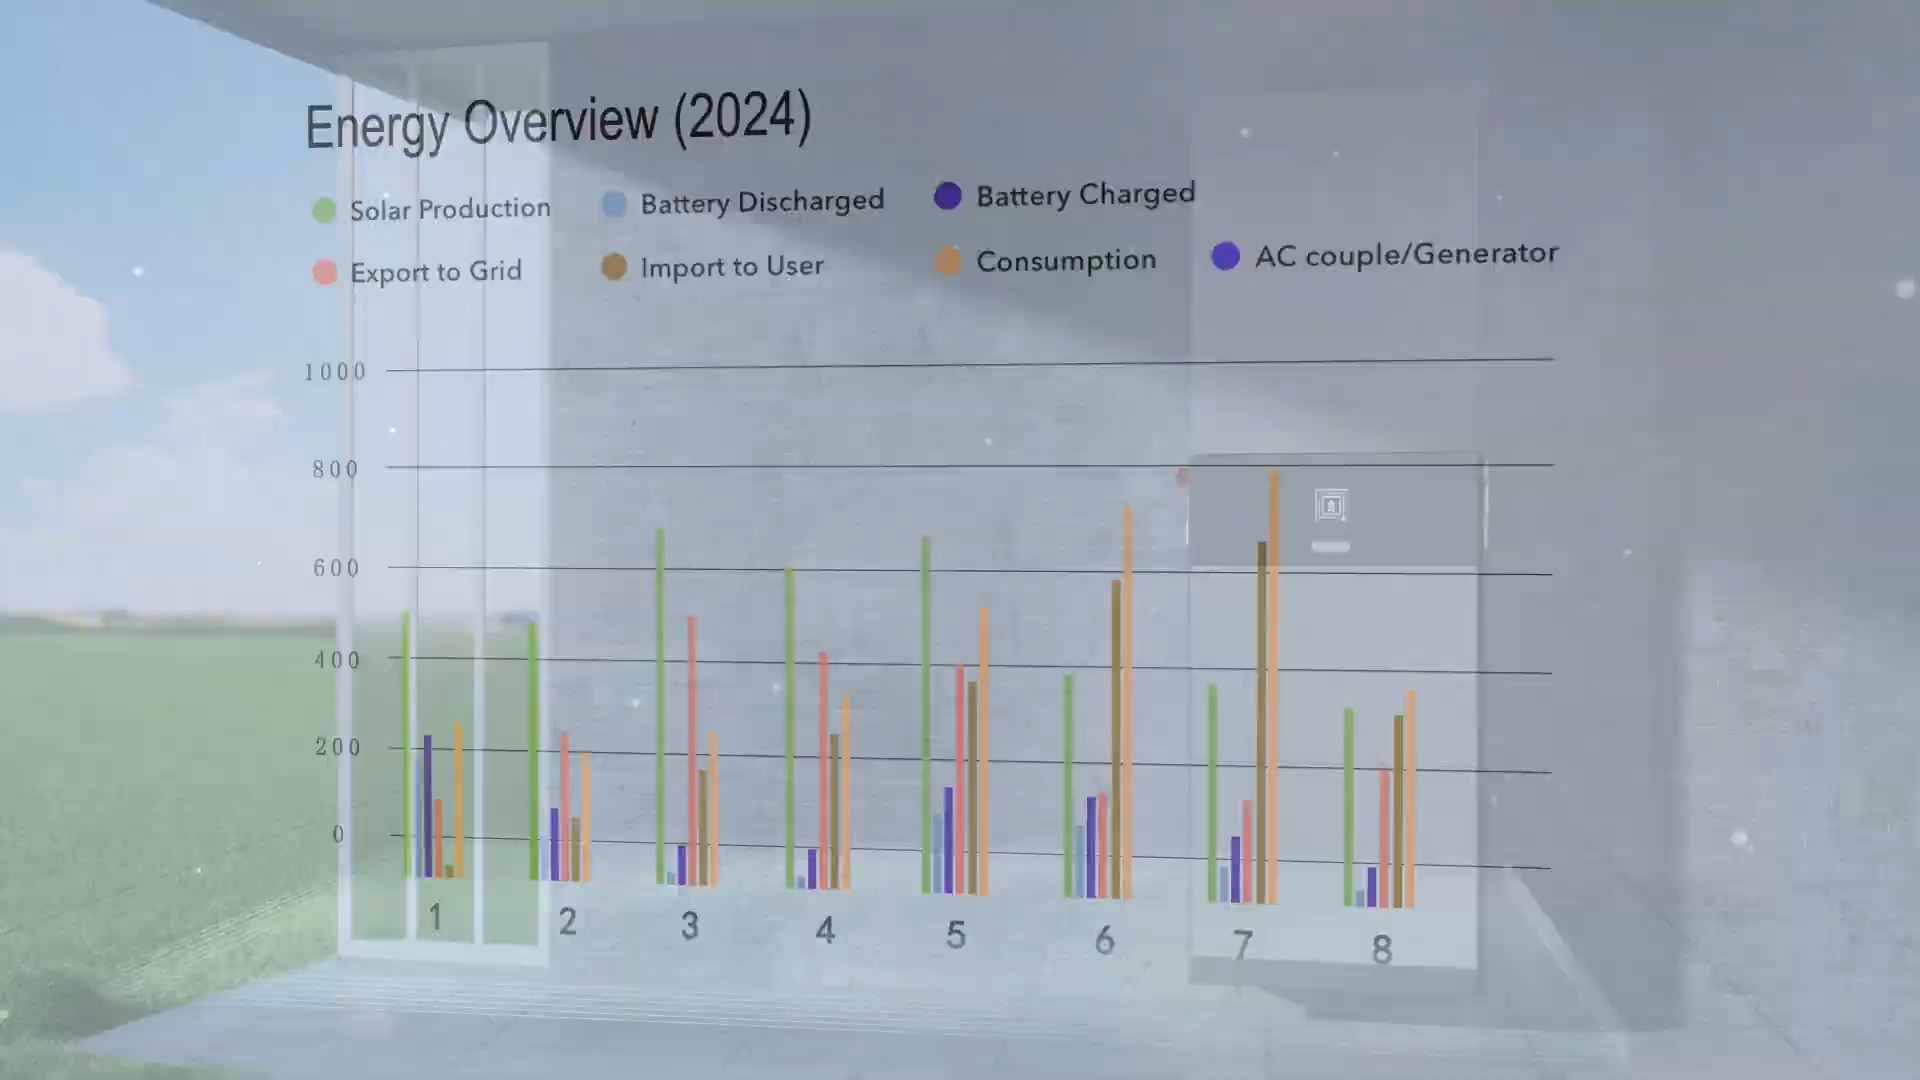 Energy Overview (2024)
Solar Production Battery Discharged Battery Charged
Export to Grid Import to User Consumption AC couple/Generator
1000
800
600
400
200
0
1 2 3 4 5 6 7 8